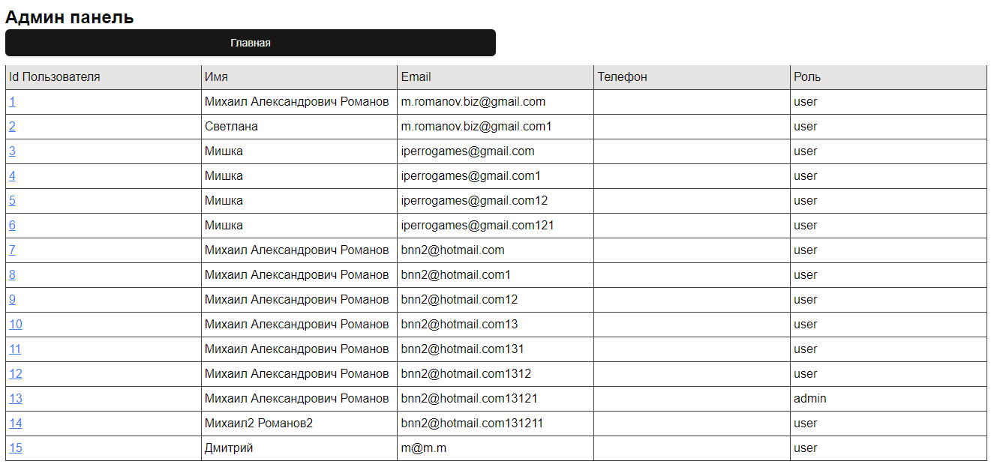 Админ панель
Главная
Id Пользователя Имя Email Телефон Роль
1 Михаил Александрович Романов m.romanov.biz@gmail.com user
2 Светлана m.romanov.biz@gmail.com1 user
3 Мишка iperrogames@gmail.com user
4 Мишка iperrogames@gmail.com1 user
5 Мишка iperrogames@gmail.com12 user
6 Мишка iperrogames@gmail.com121 user
7 Михаил Александрович Романов bnn2@hotmail.com user
8 Михаил Александрович Романов bnn2@hotmail.com1 user
9 Михаил Александрович Романов bnn2@hotmail.com12 user
10 Михаил Александрович Романов bnn2@hotmail.com13 user
11 Михаил Александрович Романов bnn2@hotmail.com131 user
12 Михаил Александрович Романов bnn2@hotmail.com1312 user
13 Михаил Александрович Романов bnn2@hotmail.com13121 admin
14 Михаил2 Романов2 bnn2@hotmail.com131211 user
15 Дмитрий m@m.m user